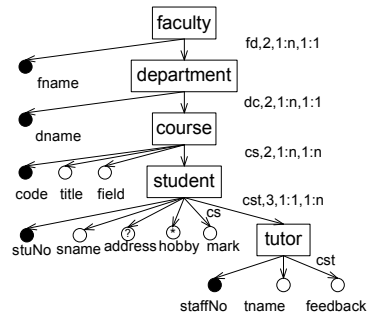 faculty
fd,2,1:n,1:1
fname
department
dc,2,1:n,1:1
dname
course
cs,2,1:n,1:n
code title field
student
cs
cst,3,1:1,1:n
? *
stuNo sname address hobby mark
tutor
cst
staffNo tname feedback